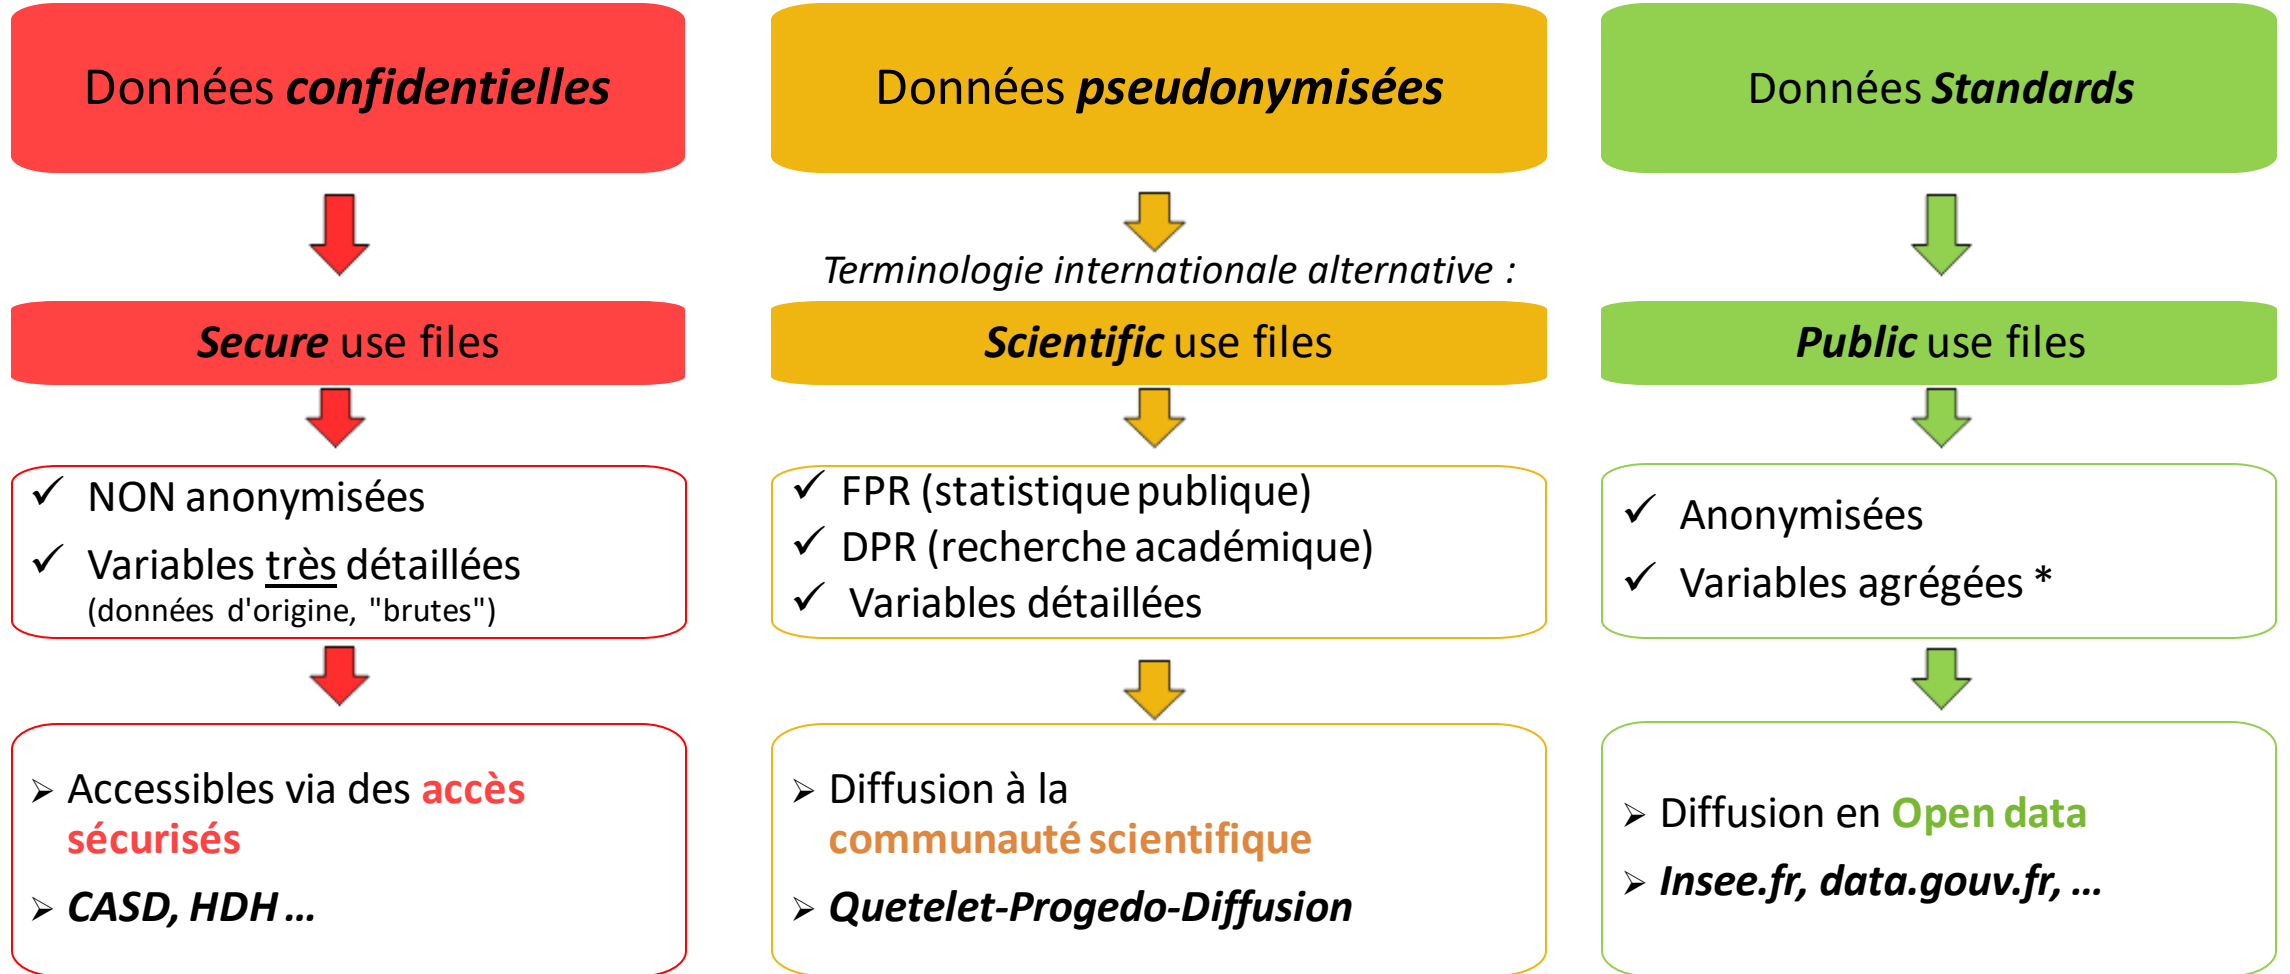 Données confidentielles
Secure use files
✓ NON anonymisées
✓ Variables très détaillées
(données d'origine, "brutes")
➢ Accessibles via des accès
sécurisés
➢ CASD, HDH …
Données pseudonymisées
Terminologie internationale alternative :
Scientific use files
✓ FPR (statistique publique)
✓ DPR (recherche académique)
✓ Variables détaillées
➢ Diffusion à la
communauté scientifique
➢ Quetelet-Progedo-Diffusion
Données Standards
Public use files
✓ Anonymisées
✓ Variables agrégées *
➢ Diffusion en Open data
➢ Insee.fr, data.gouv.fr, …